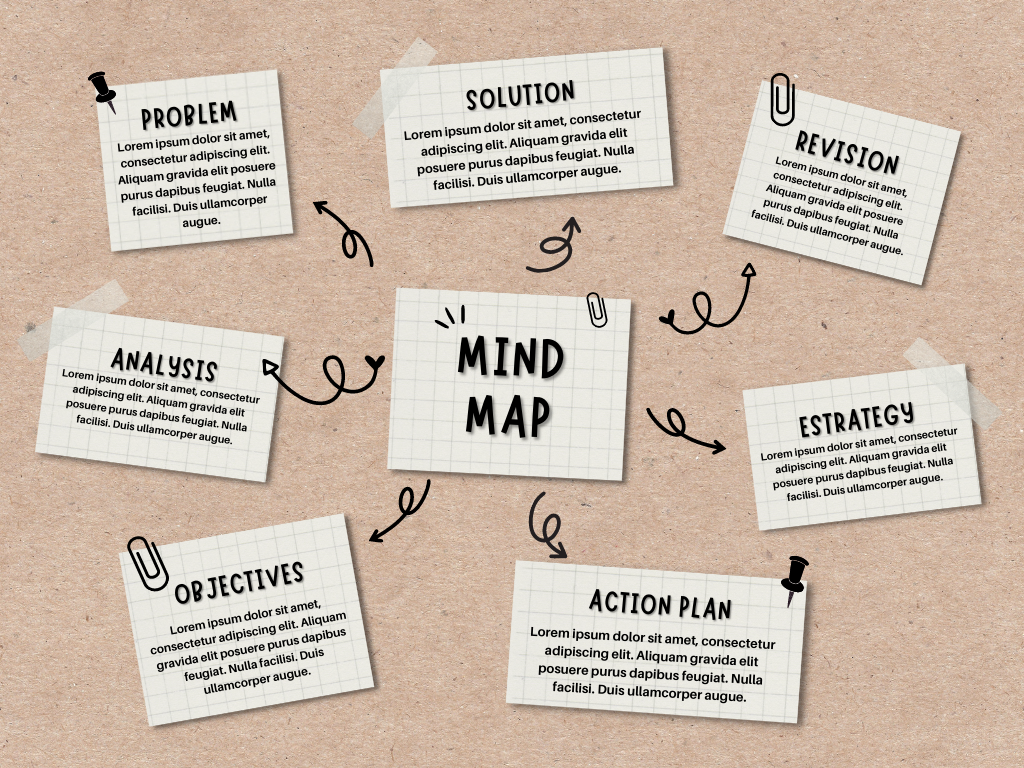 PROBLEM
Lorem ipsum dolor sit amet,
consectetur adipiscing elit.
Aliquam gravida elit posuere
purus dapibus feugiat. Nulla
facilisi. Duis ullamcorper
augue.
SOLUTION
Lorem ipsum dolor sit amet, consectetur
adipiscing elit. Aliquam gravida elit
posuere purus dapibus feugiat. Nulla
facilisi. Duis ullamcorper augue.
REVISION
Lorem ipsum dolor sit amet,
consectetur adipiscing elit.
Aliquam gravida elit posuere
purus dapibus feugiat. Nulla
facilisi. Duis ullamcorper augue.
ANALYSIS
Lorem ipsum dolor sit amet, consectetur
adipiscing elit. Aliquam gravida elit
posuere purus dapibus feugiat. Nulla
facilisi. Duis ullamcorper augue.
MIND
MAP
ESTRATEGY
Lorem ipsum dolor sit amet, consectetur
adipiscing elit. Aliquam gravida elit
posuere purus dapibus feugiat. Nulla
facilisi. Duis ullamcorper augue.
OBJECTIVES
Lorem ipsum dolor sit amet,
consectetur adipiscing elit. Aliquam
gravida elit posuere purus dapibus
feugiat. Nulla facilisi. Duis
ullamcorper augue.
ACTION PLAN
Lorem ipsum dolor sit amet, consectetur
adipiscing elit. Aliquam gravida elit
posuere purus dapibus feugiat. Nulla
facilisi. Duis ullamcorper augue.